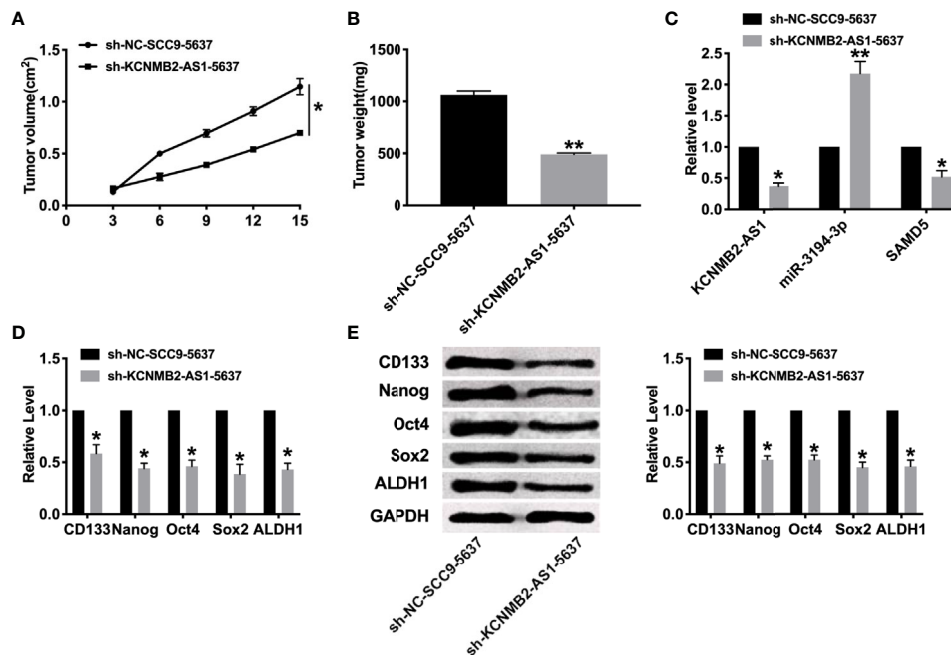 A
sh-NC-SCC9-5637
sh-KCNMB2-AS1-5637
Tumor volume(cm²)
1.5
1.0
0.5
0.0
*
0 3 6 9 12 15
B
Tumor weight(mg)
1500
1000
500
0
**
sh-NC-SCC9-5637
sh-KCNMB2-AS1-5637
C
sh-NC-SCC9-5637
sh-KCNMB2-AS1-5637
Relative level
2.5
2.0
1.5
1.0
0.5
0.0
* ** *
KCNMB2-AS1
miR-3194-3p
SAMD5
D
sh-NC-SCC9-5637
sh-KCNMB2-AS1-5637
Relative Level
1.5
1.0
0.5
0.0
* * * * *
CD133 Nanog Oct4 Sox2 ALDH1
E
CD133
Nanog
Oct4
Sox2
ALDH1
GAPDH
sh-NC-SCC9-5637
sh-KCNMB2-AS1-5637
sh-NC-SCC9-5637
sh-KCNMB2-AS1-5637
Relative Level
1.5
1.0
0.5
0.0
* * * * *
CD133 Nanog Oct4 Sox2 ALDH1